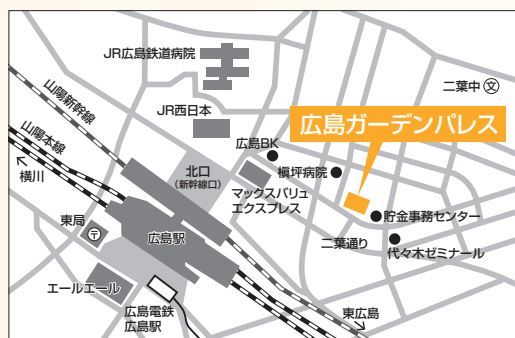 JR広島鉄道病院
山陽新幹線
JR西日本
二葉中 文
広島ガーデンパレス
山陽本線
広島BK
横川
北口
（新幹線口）
槇坪病院
マックスバリュ
エクスプレス
貯金事務センター
東局
〒
広島駅
二葉通り
代々木ゼミナール
エールエール
広島電鉄
広島駅
東広島